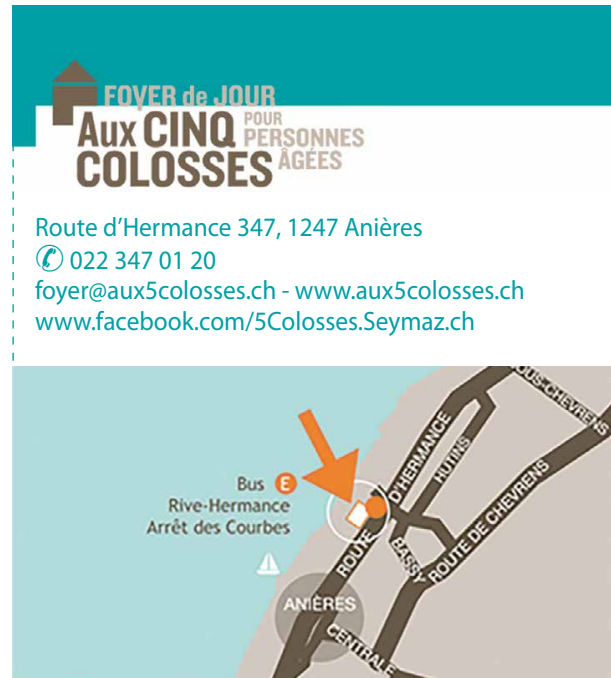 FOYER de JOUR
Aux CINQ
POUR
PERSONNES
COLOSSES
ÂGÉES
Route d’Hermance 347, 1247 Anières
✆ 022 347 01 20
foyer@aux5colosses.ch - www.aux5colosses.ch
www.facebook.com/5Colosses.Seymaz.ch
OUS-CHEVRENS
Bus E
Rive-Hermance
Arrêt des Courbes
ROUTE D'HERMANCE
HUTINS
BASSY
ROUTE DE CHEVRENS
ANIÈRES
CENTRALE